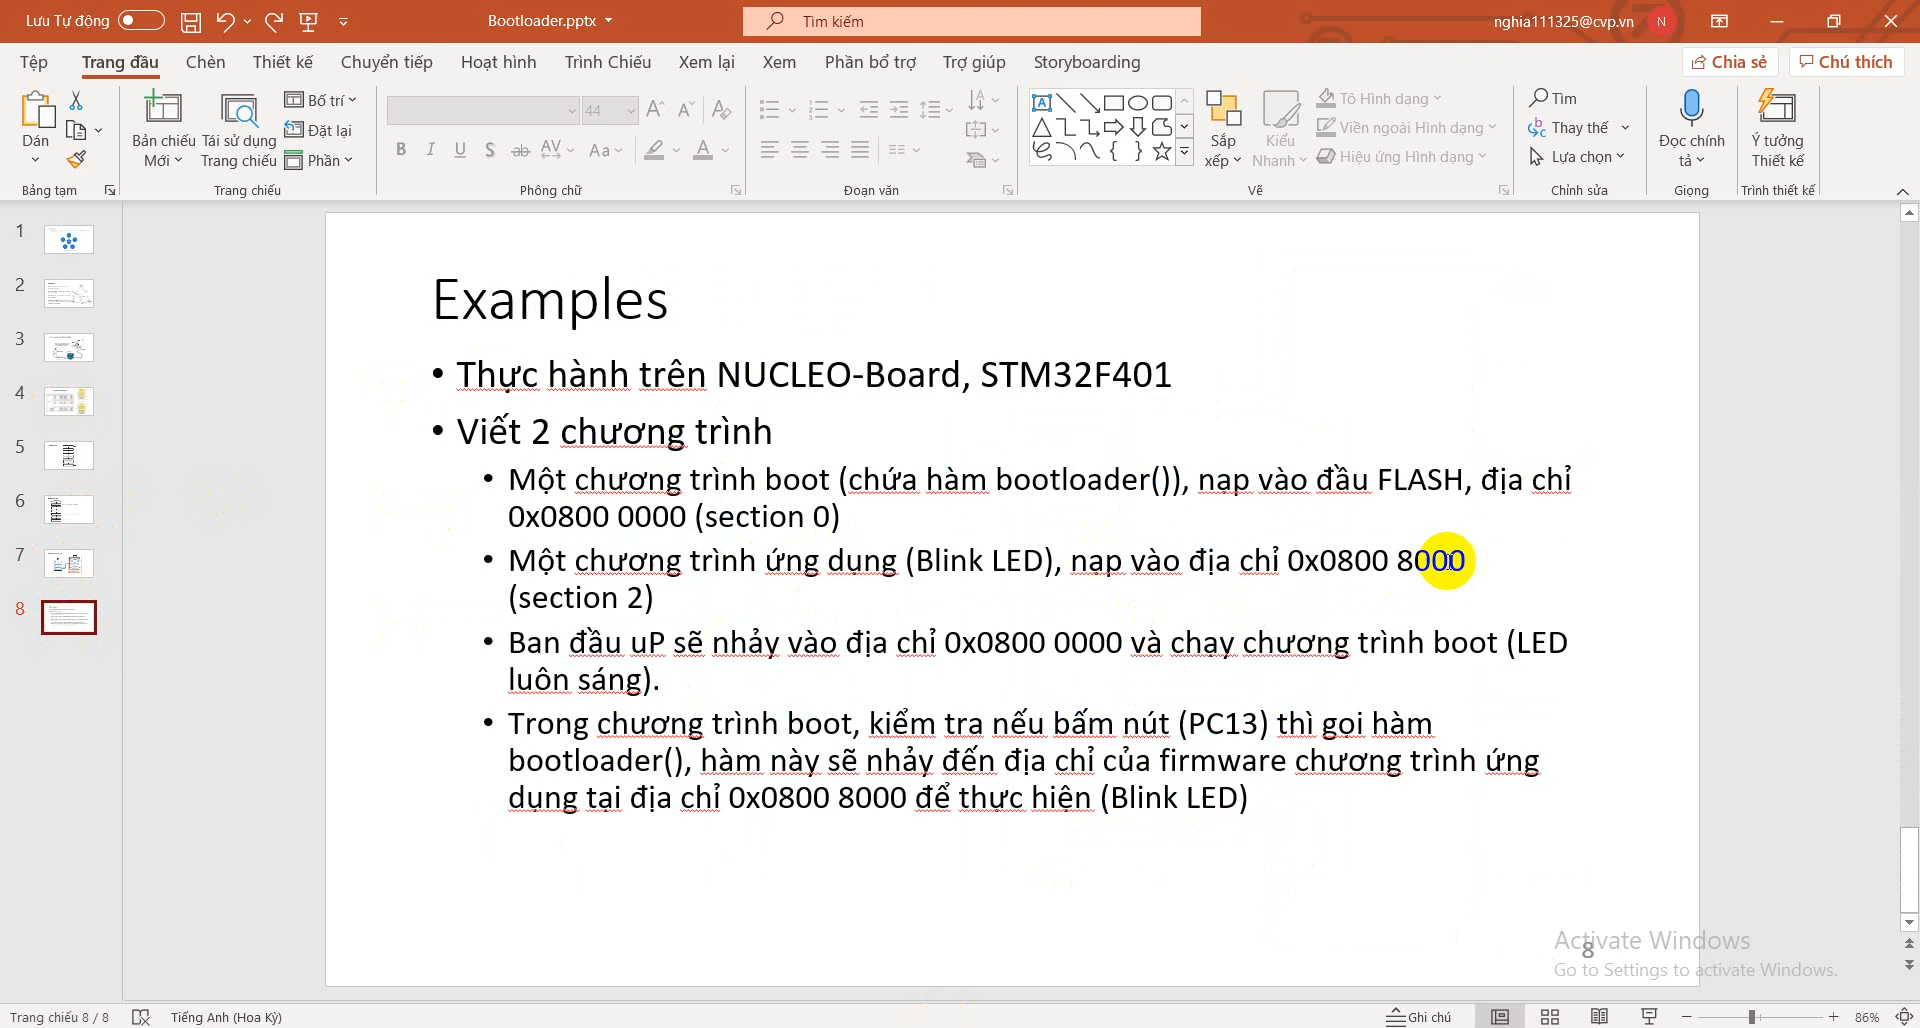 Lưu Tự động
Bootloader.pptx
Tìm kiếm
nghia111325@cvp.vn
N
Tệp
Trang đầu
Chèn
Thiết kế
Chuyển tiếp
Hoạt hình
Trình Chiếu
Xem lại
Xem
Phần bổ trợ
Trợ giúp
Storyboarding
Chia sẻ
Chú thích
Dán
Bảng tạm
Bản chiếu
Mới
Tái sử dụng
Trang chiếu
Bố trí
Đặt lại
Phần
Trang chiếu
44
Phông chữ
Đoạn văn
Sắp
xếp
Kiểu
Nhanh
Tô Hình dạng
Viền ngoài Hình dạng
Hiệu ứng Hình dạng
Vẽ
Tìm
Thay thế
Lựa chọn
Chỉnh sửa
Đọc chính
tả
Giọng
Ý tưởng
Thiết kế
Trình thiết kế
1
2
3
4
5
6
7
8
Examples
• Thực hành trên NUCLEO-Board, STM32F401
• Viết 2 chương trình
• Một chương trình boot (chứa hàm bootloader()), nạp vào đầu FLASH, địa chỉ
0x0800 0000 (section 0)
• Một chương trình ứng dụng (Blink LED), nạp vào địa chỉ 0x0800 8000
(section 2)
• Ban đầu uP sẽ nhảy vào địa chỉ 0x0800 0000 và chạy chương trình boot (LED
luôn sáng).
• Trong chương trình boot, kiểm tra nếu bấm nút (PC13) thì gọi hàm
bootloader(), hàm này sẽ nhảy đến địa chỉ của firmware chương trình ứng
dụng tại địa chỉ 0x0800 8000 để thực hiện (Blink LED)
8
Activate Windows
Go to Settings to activate Windows.
Trang chiếu 8 / 8
Tiếng Anh (Hoa Kỳ)
Ghi chú
86%